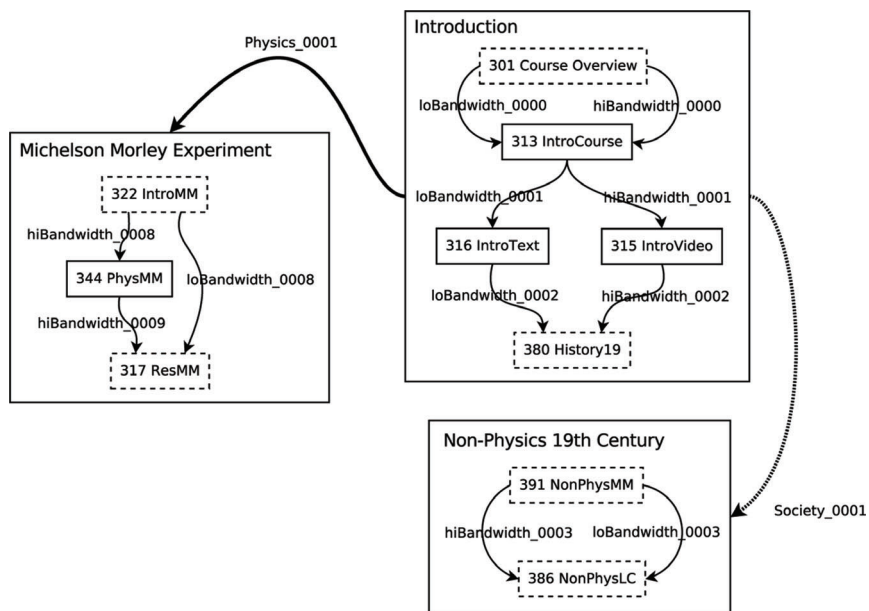 Introduction
Physics_0001
301 Course Overview
loBandwidth_0000
hiBandwidth_0000
313 IntroCourse
Michelson Morley Experiment
322 IntroMM
loBandwidth_0001
hiBandwidth_0001
hiBandwidth_0008
316 IntroText
315 IntroVideo
344 PhysMM
loBandwidth_0008
loBandwidth_0002
hiBandwidth_0002
hiBandwidth_0009
380 History19
317 ResMM
Non-Physics 19th Century
391 NonPhysMM
Society_0001
hiBandwidth_0003
loBandwidth_0003
386 NonPhysLC